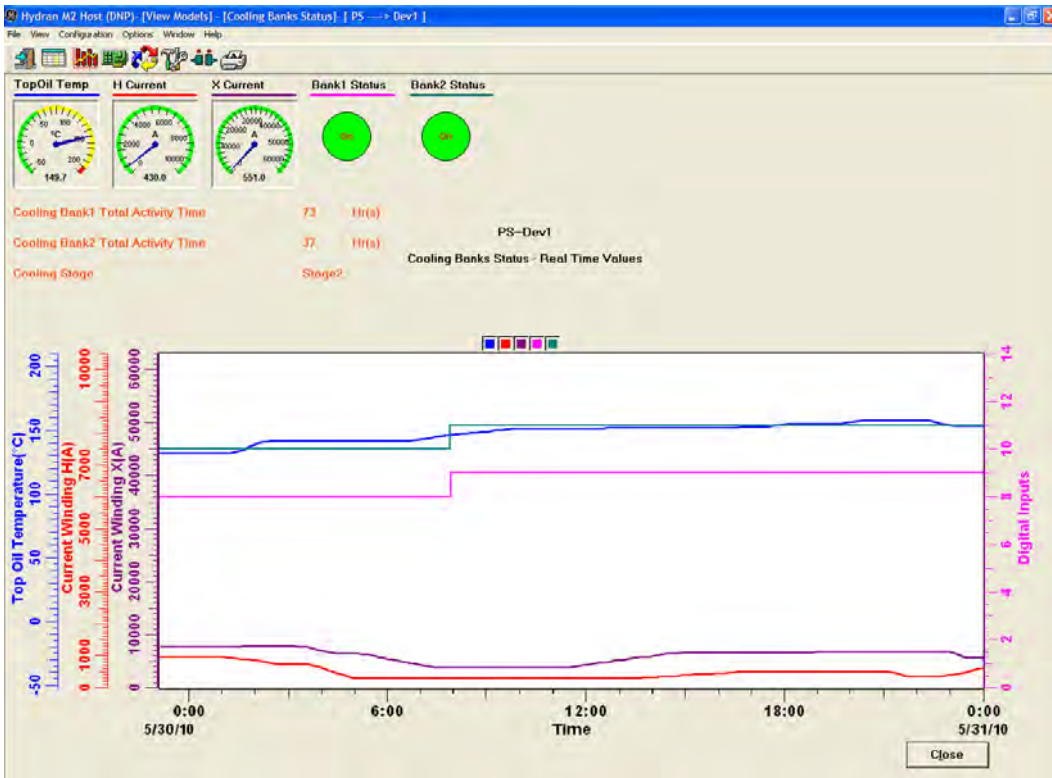 Hydran M2 Host (DNP)- [View Models] - [Cooling Banks Status]- [ PS ----> Dev1 ]
File View Configuration Options Window Help
TopOil Temp H Current X Current Bank1 Status Bank2 Status
°C A A On On
149.7 430.0 551.0
Cooling Bank1 Total Activity Time 73 Hr(s)
PS-Dev1
Cooling Bank2 Total Activity Time 37 Hr(s)
Cooling Banks Status - Real Time Values
Cooling Stage Stage2
Top Oil Temperature(°C)
200
150
100
50
0
-50
Current Winding H(A)
10000
7000
5000
3000
1000
0
Current Winding X(A)
60000
50000
40000
30000
20000
10000
0
14
12
10
8
6
4
2
0
Digital Inputs
0:00 6:00 12:00 18:00 0:00
5/30/10 Time 5/31/10
Close